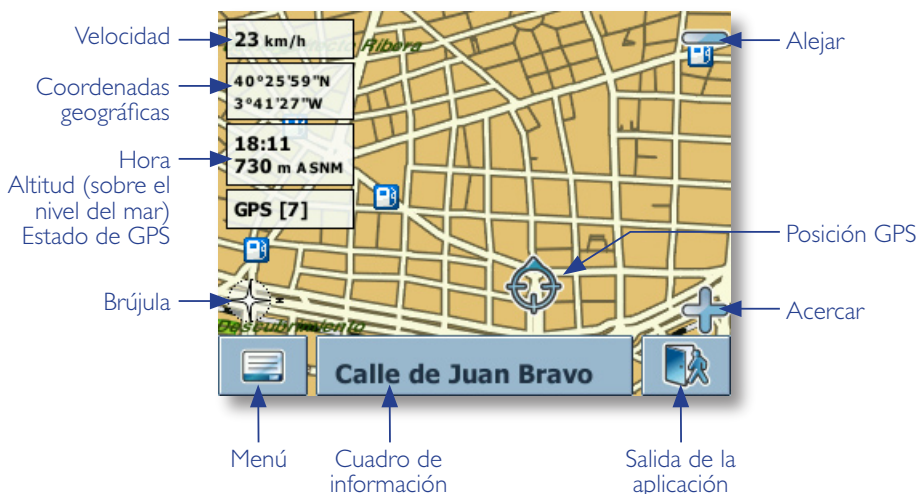 Velocidad
Coordenadas
geográficas
Hora
Altitud (sobre el
nivel del mar)
Estado de GPS
Brújula
23 km/h
Ribera
40°25'59"N
3°41'27"W
18:11
730 m ASNM
GPS [7]
Descubrimiento
Calle de Juan Bravo
Alejar
Posición GPS
Acercar
Menú
Cuadro de
información
Salida de la
aplicación